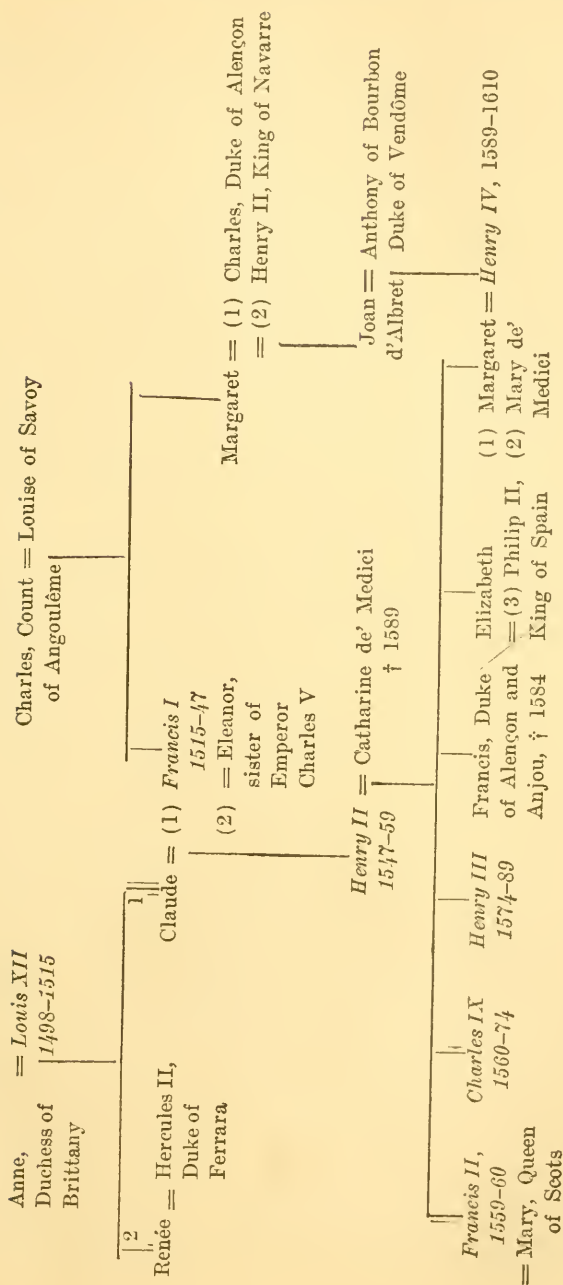 Anne, = Louis XII
Duchess of 1498–1515
Brittany
Charles, Count = Louise of Savoy
of Angoulême
2
Renée = Hercules II,
Duke of
Ferrara
1
Claude = (1) Francis I
1515–47
(2) = Eleanor,
sister of
Emperor
Charles V
Margaret = (1) Charles, Duke of Alençon
= (2) Henry II, King of Navarre
Henry II = Catharine de' Medici
1547–59 † 1589
Joan = Anthony of Bourbon
d'Albret Duke of Vendôme
Francis II,
1559–60
= Mary, Queen
of Scots
Charles IX
1560–74
Henry III
1574–89
Francis, Duke
of Alençon and
Anjou, † 1584
Elizabeth
= (3) Philip II,
King of Spain
(1) Margaret = Henry IV, 1589–1610
(2) Mary de'
Medici